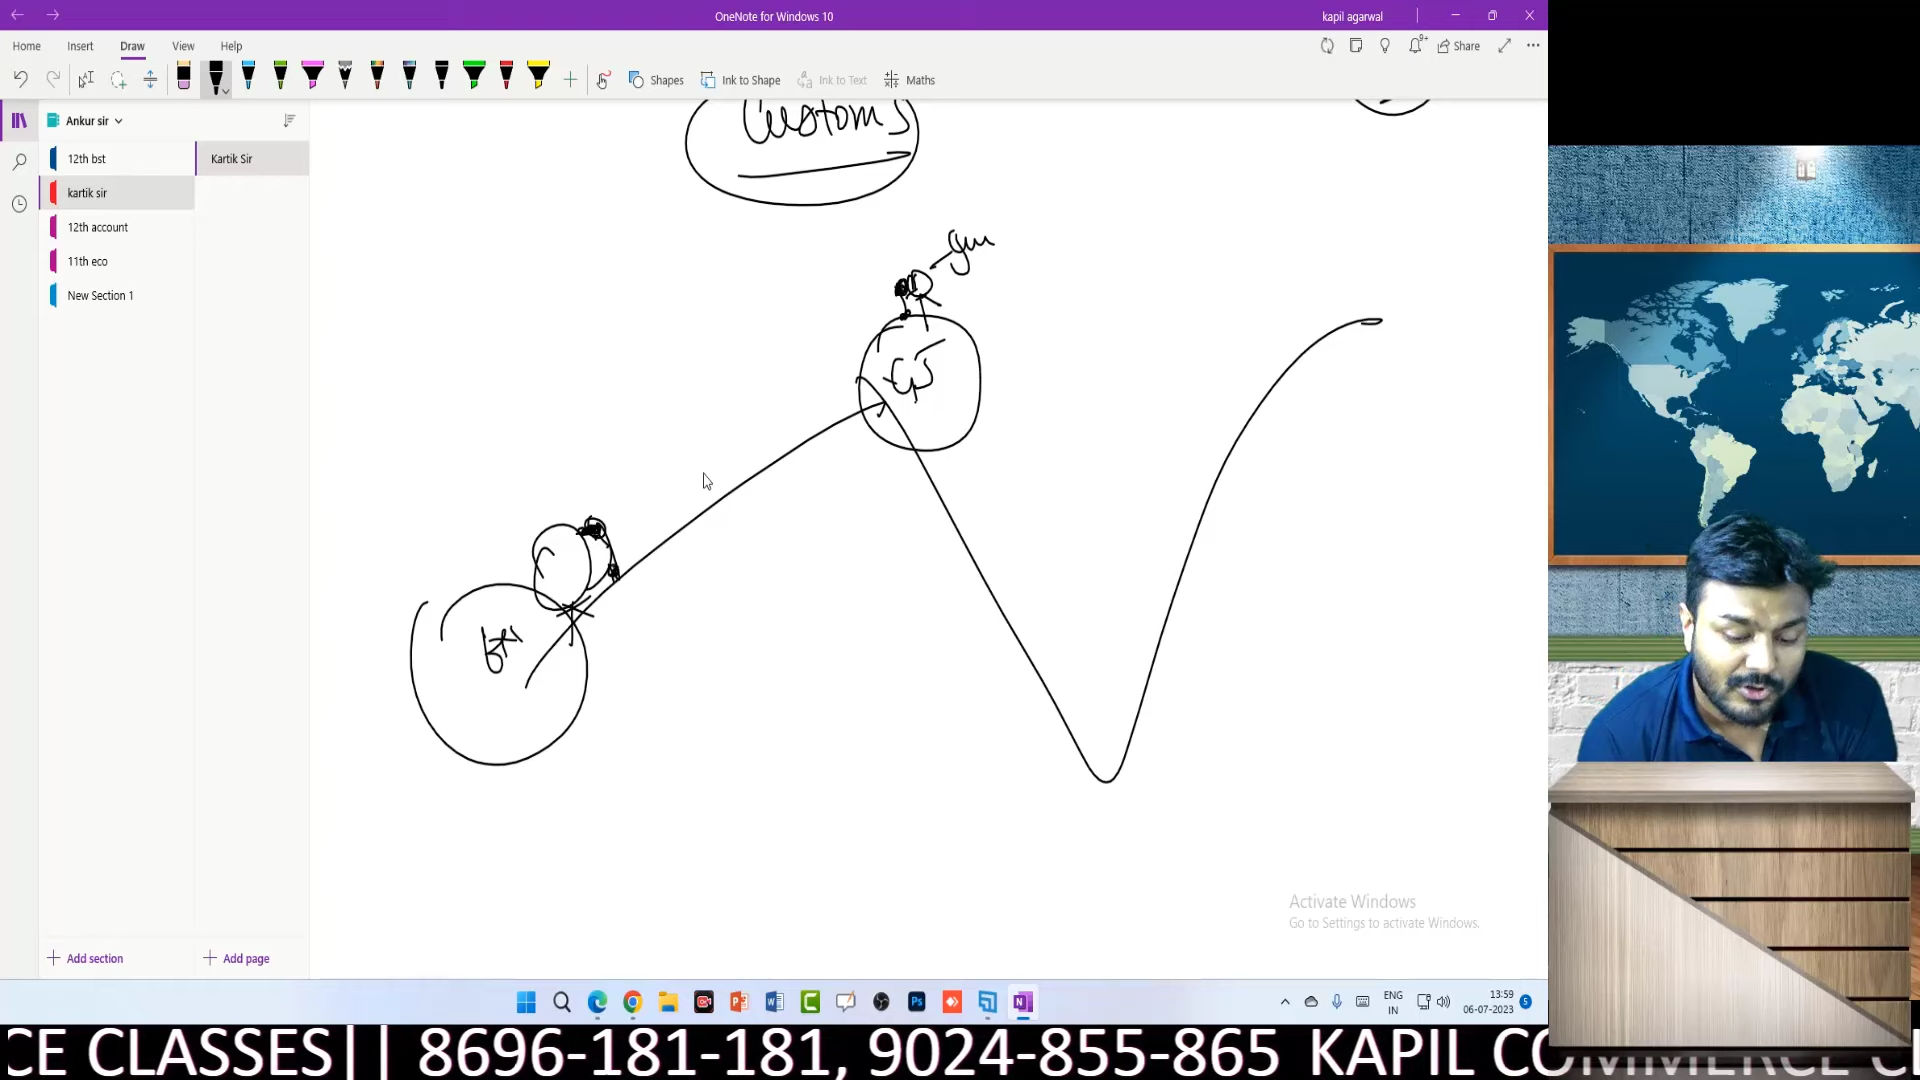 OneNote for Windows 10
kapil agarwal
Home Insert Draw View Help
9+
Share
Shapes
Ink to Shape
Ink to Text
Maths
Ankur sir
12th bst
Kartik Sir
kartik sir
12th account
11th eco
New Section 1
Customs
Activate Windows
Go to Settings to activate Windows.
Add section
Add page
ENG
IN
13:59
06-07-2023
5
CE CLASSES|| 8696-181-181, 9024-855-865 KAPIL COMMERCE C